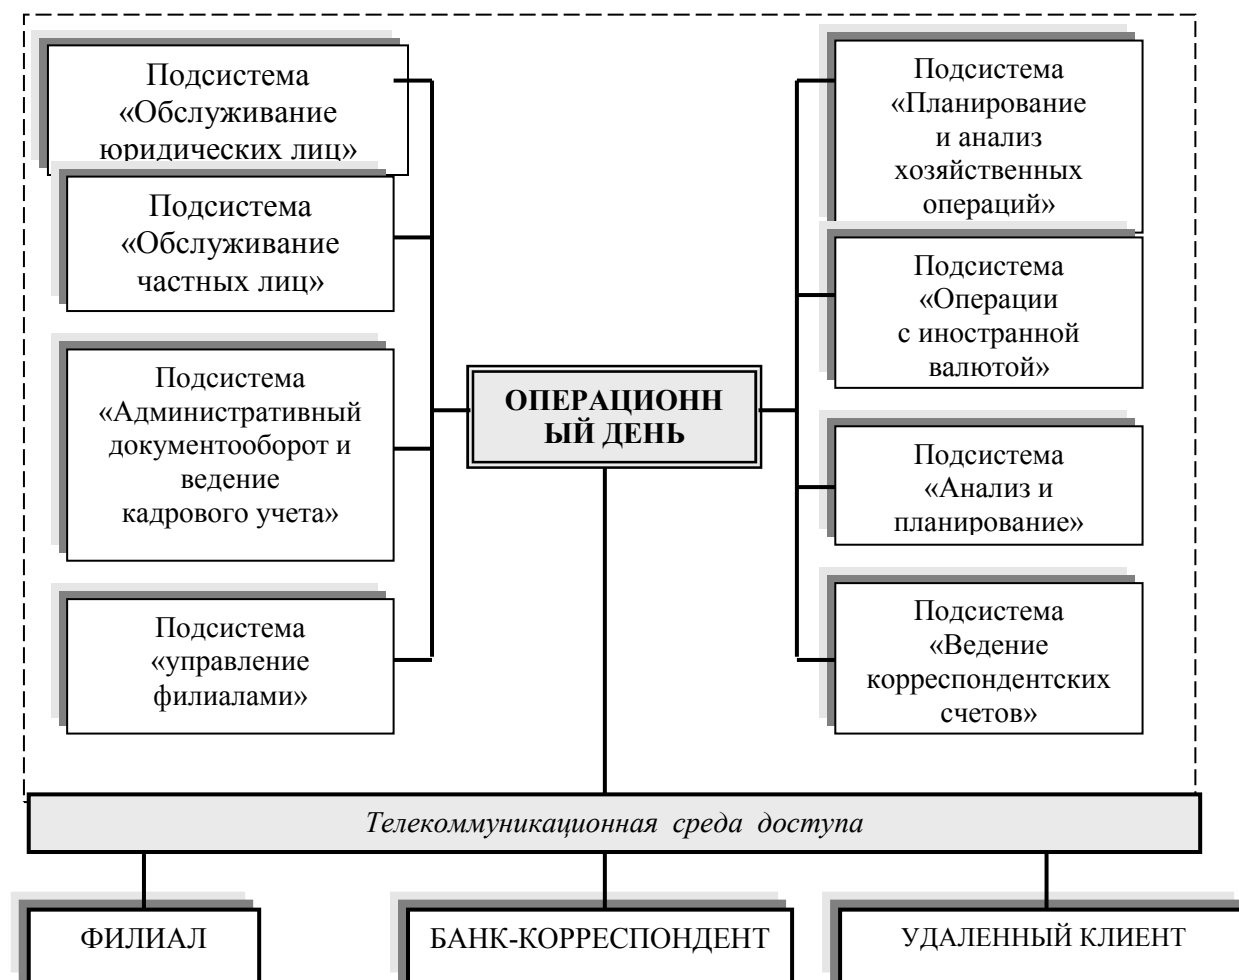 Подсистема
«Обслуживание
юридических лиц»
Подсистема
«Обслуживание
частных лиц»
Подсистема
«Административный
документооборот и
ведение
кадрового учета»
Подсистема
«управление
филиалами»
ОПЕРАЦИОНН
ЫЙ ДЕНЬ
Подсистема
«Планирование
и анализ
хозяйственных
операций»
Подсистема
«Операции
с иностранной
валютой»
Подсистема
«Анализ и
планирование»
Подсистема
«Ведение
корреспондентских
счетов»
Телекоммуникационная среда доступа
ФИЛИАЛ
БАНК-КОРРЕСПОНДЕНТ
УДАЛЕННЫЙ КЛИЕНТ